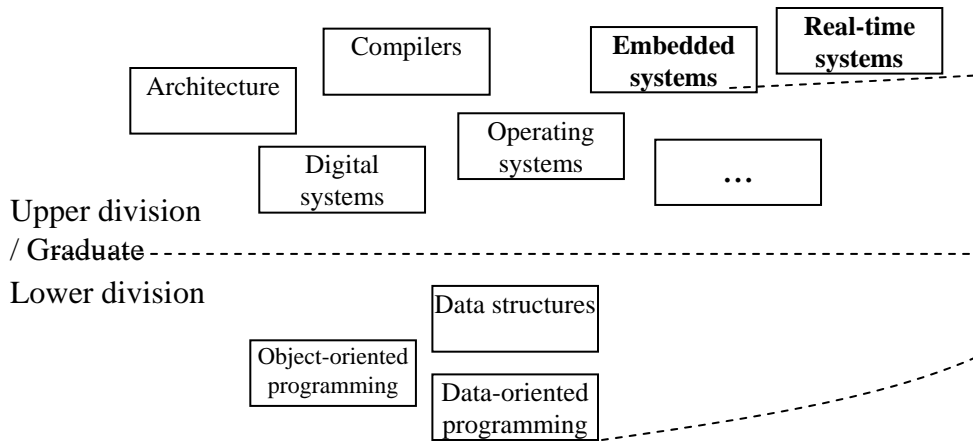 Real-time
systems
Embedded
systems
Compilers
Architecture
Operating
systems
Digital
systems
...
Upper division
/ Graduate
Lower division
Data structures
Object-oriented
programming
Data-oriented
programming